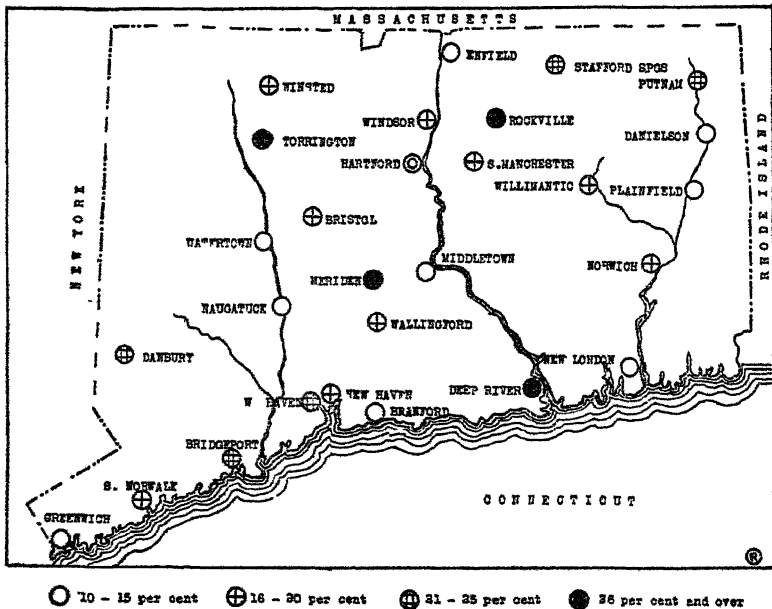 MASSACHUSETTS
ENFIELD
STAFFORD SPGS
PUTNAM
WINSTED
WINDSOR
ROCKVILLE
DANIELSON
TORRINGTON
HARTFORD
S. MANCHESTER
WILLIMANTIC
PLAINFIELD
RHODE ISLAND
NEW YORK
BRISTOL
WATERTOWN
MIDDLETOWN
NORWICH
MERIDEN
NAUGATUCK
WALLINGFORD
DANBURY
NEW LONDON
W HAVEN
NEW HAVEN
DEEP RIVER
BRANFORD
BRIDGEPORT
S. NORWALK
CONNECTICUT
GREENWICH
R
10 - 15 per cent 16 - 20 per cent 21 - 25 per cent 26 per cent and over